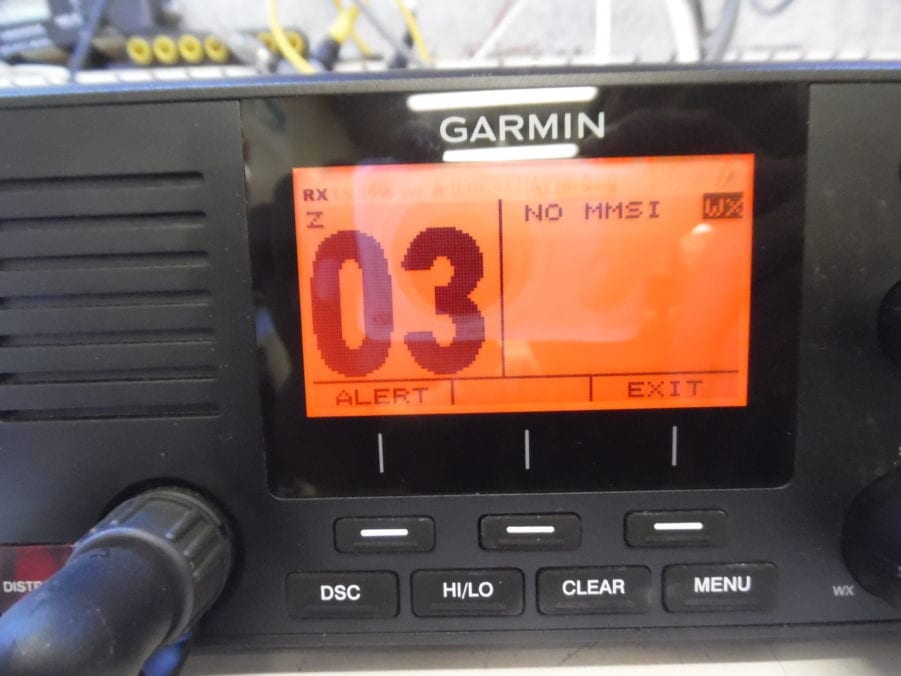 GARMIN
RX
NO MMSI
WX
Z
03
ALERT
EXIT
DSC
HI/LO
CLEAR
MENU
WX